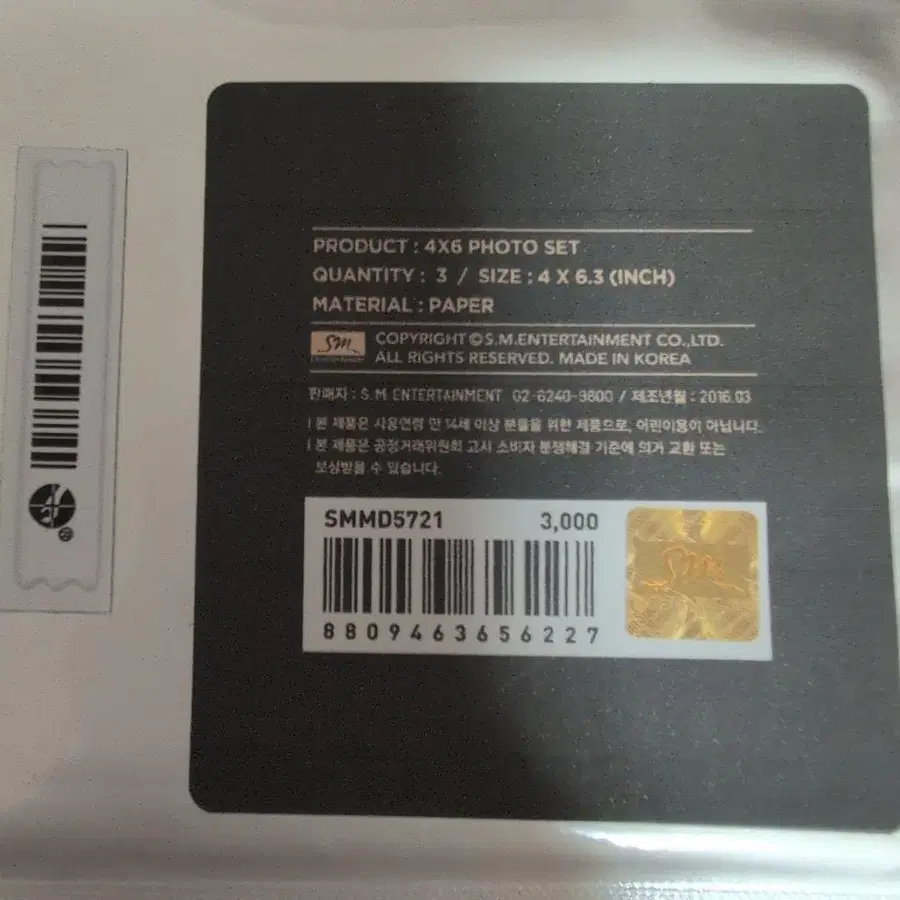 PRODUCT : 4X6 PHOTO SET
QUANTITY : 3 / SIZE : 4 X 6.3 (INCH)
MATERIAL : PAPER
SM
COPYRIGHT © S.M.ENTERTAINMENT CO.,LTD.
ALL RIGHTS RESERVED. MADE IN KOREA
판매자 : S.M ENTERTAINMENT 02-6240-9800 / 제조년월 : 2016.03
| 본 제품은 사용연령 만 14세 이상 분들을 위한 제품으로, 어린이용이 아닙니다.
| 본 제품은 공정거래위원회 고시 소비자 분쟁해결 기준에 의거 교환 또는
보상받을 수 있습니다.
SMMD5721 3,000
8809463656227
SM